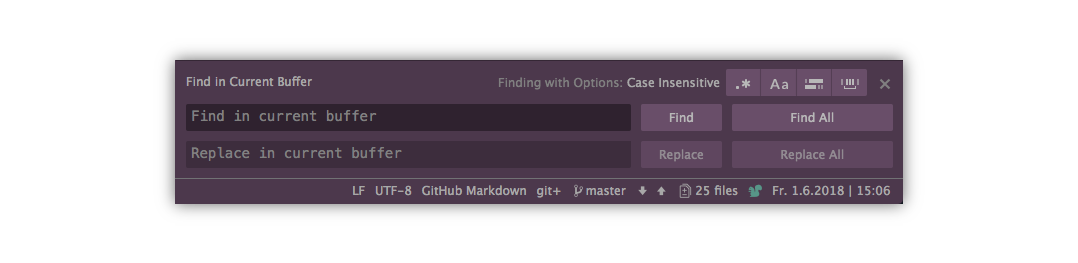 Find in Current Buffer Finding with Options: Case Insensitive .* Aa
Find in current buffer Find Find All
Replace in current buffer Replace Replace All
LF UTF-8 GitHub Markdown git+ master 25 files Fr. 1.6.2018 | 15:06